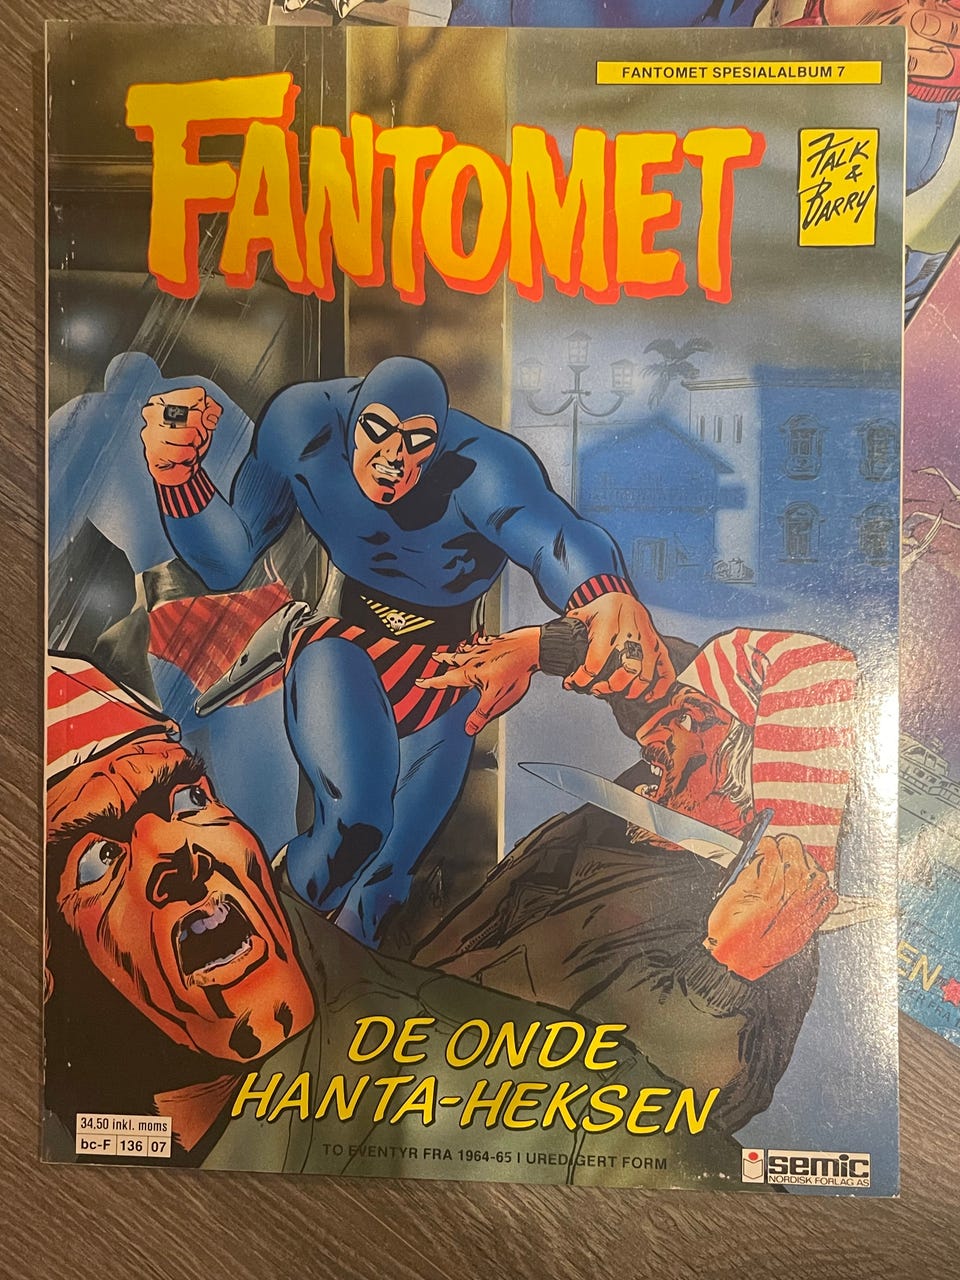 FANTOMET SPESIALALBUM 7
FANTOMET
FALK
&
BARRY
DE ONDE
HANTA-HEKSEN
TO EVENTYR FRA 1964-65 I UREDIGERT FORM
34,50 inkl. moms
bc-F 136 07
semic
NORDISK FORLAG AS
EN